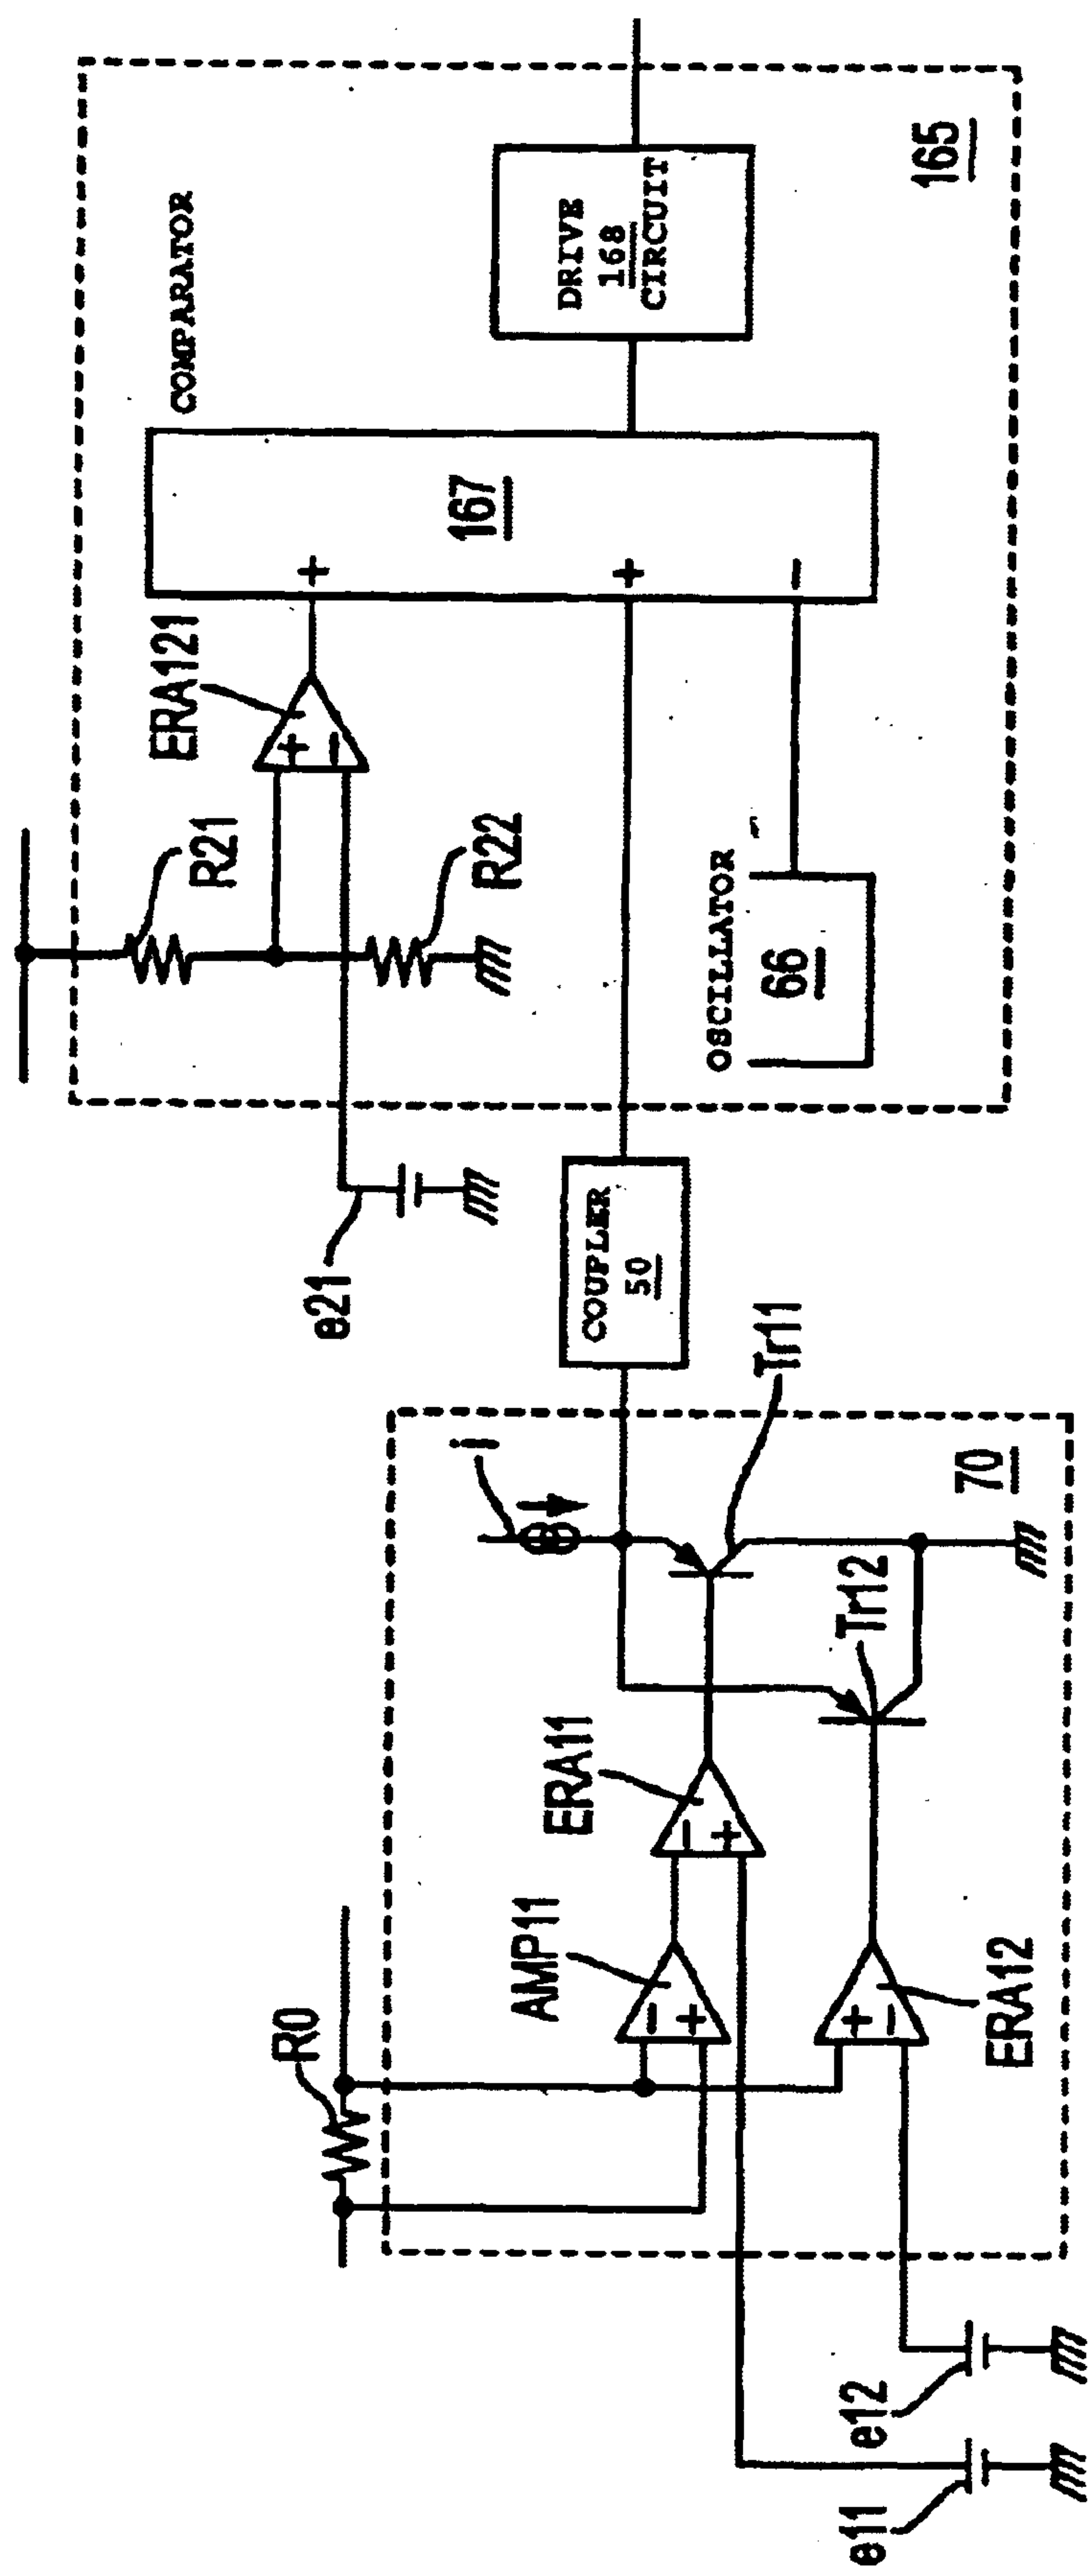 R0
AMP11
ERA11
ERA12
Tr12
Tr11
i
70
e11
e12
COUPLER
50
e21
R21
R22
ERA121
+
−
COMPARATOR
167
+
+
−
OSCILLATOR
66
DRIVE
168
CIRCUIT
165
−
+
−
+
+
−